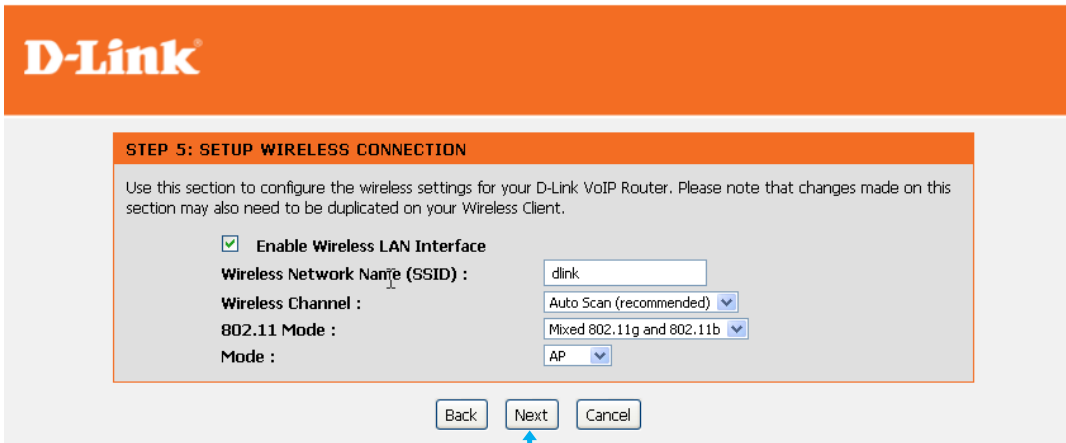 D-Link
STEP 5: SETUP WIRELESS CONNECTION
Use this section to configure the wireless settings for your D-Link VoIP Router. Please note that changes made on this
section may also need to be duplicated on your Wireless Client.
Enable Wireless LAN Interface
Wireless Network Name (SSID) : dlink
Wireless Channel : Auto Scan (recommended)
802.11 Mode : Mixed 802.11g and 802.11b
Mode : AP
Back Next Cancel